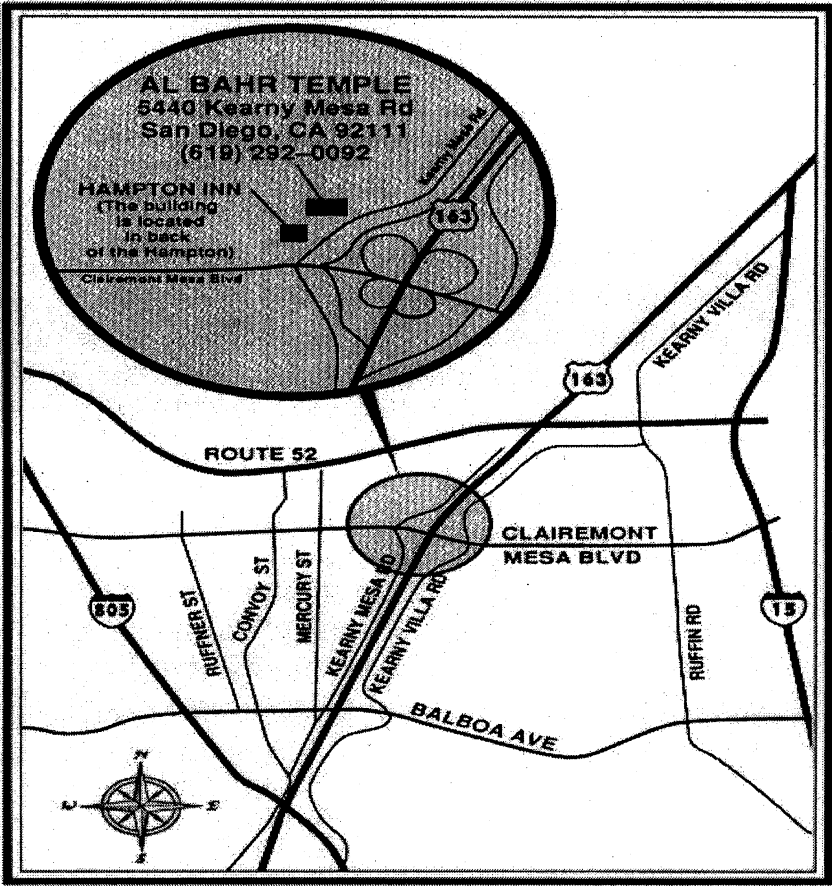 AL BAHR TEMPLE
5440 Kearny Mesa Rd
San Diego, CA 92111
(619) 292-0092
Kearny Mesa Rd
HAMPTON INN
(The building
is located
in back
of the Hampton)
163
Clairemont Mesa Blvd
KEARNY VILLA RD
163
ROUTE 52
CLAIREMONT
MESA BLVD
805
RUFFNER ST
CONVOY ST
MERCURY ST
KEARNY MESA RD
KEARNY VILLA RD
RUFFIN RD
15
BALBOA AVE
N
W
E
S